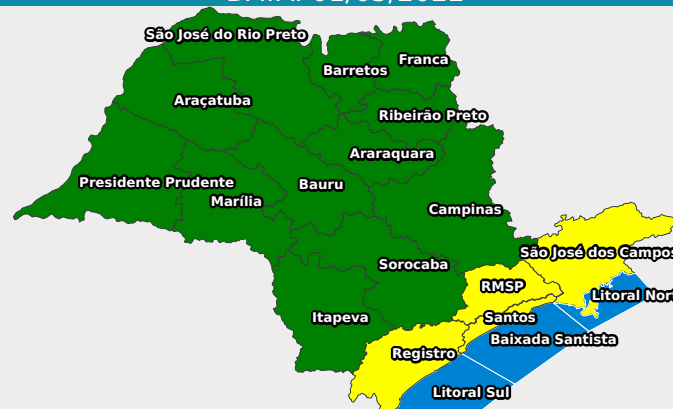 São José do Rio Preto
Franca
Barretos
Araçatuba
Ribeirão Preto
Araraquara
Presidente Prudente
Bauru
Marília
Campinas
São José dos Campos
Sorocaba
RMSP
Litoral Nort
Itapeva
Santos
Baixada Santista
Registro
Litoral Sul